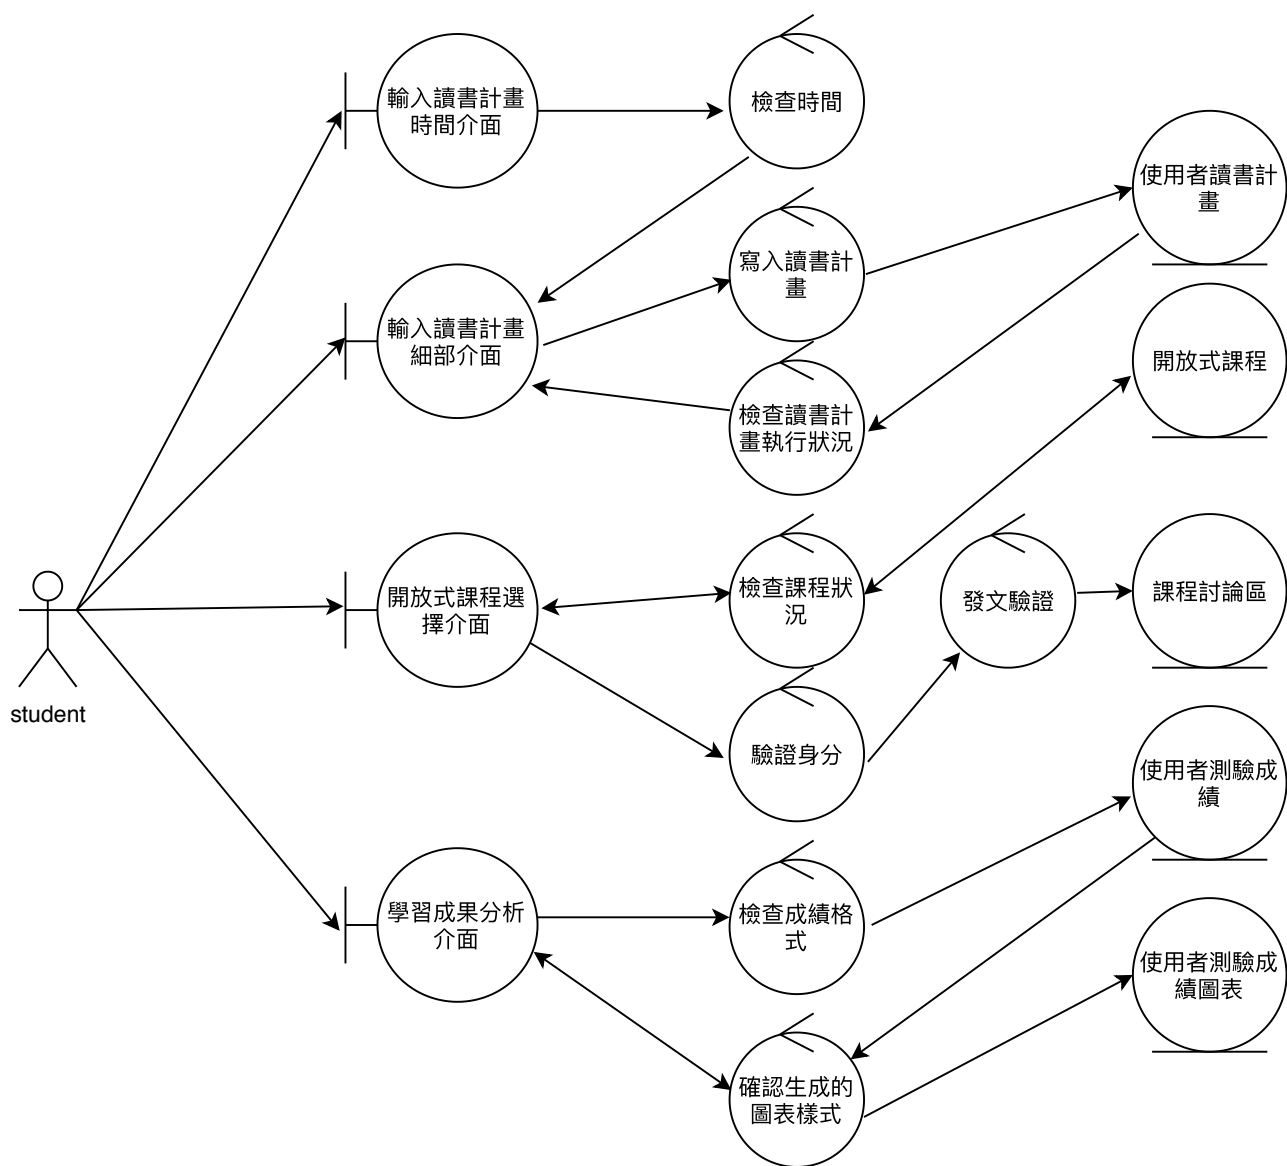 輸入讀書計畫
時間介面
檢查時間
使用者讀書計
畫
寫入讀書計
畫
輸入讀書計畫
細部介面
開放式課程
檢查讀書計
畫執行狀況
開放式課程選
擇介面
檢查課程狀
況
發文驗證
課程討論區
student
驗證身分
使用者測驗成
績
學習成果分析
介面
檢查成績格
式
使用者測驗成
績圖表
確認生成的
圖表樣式